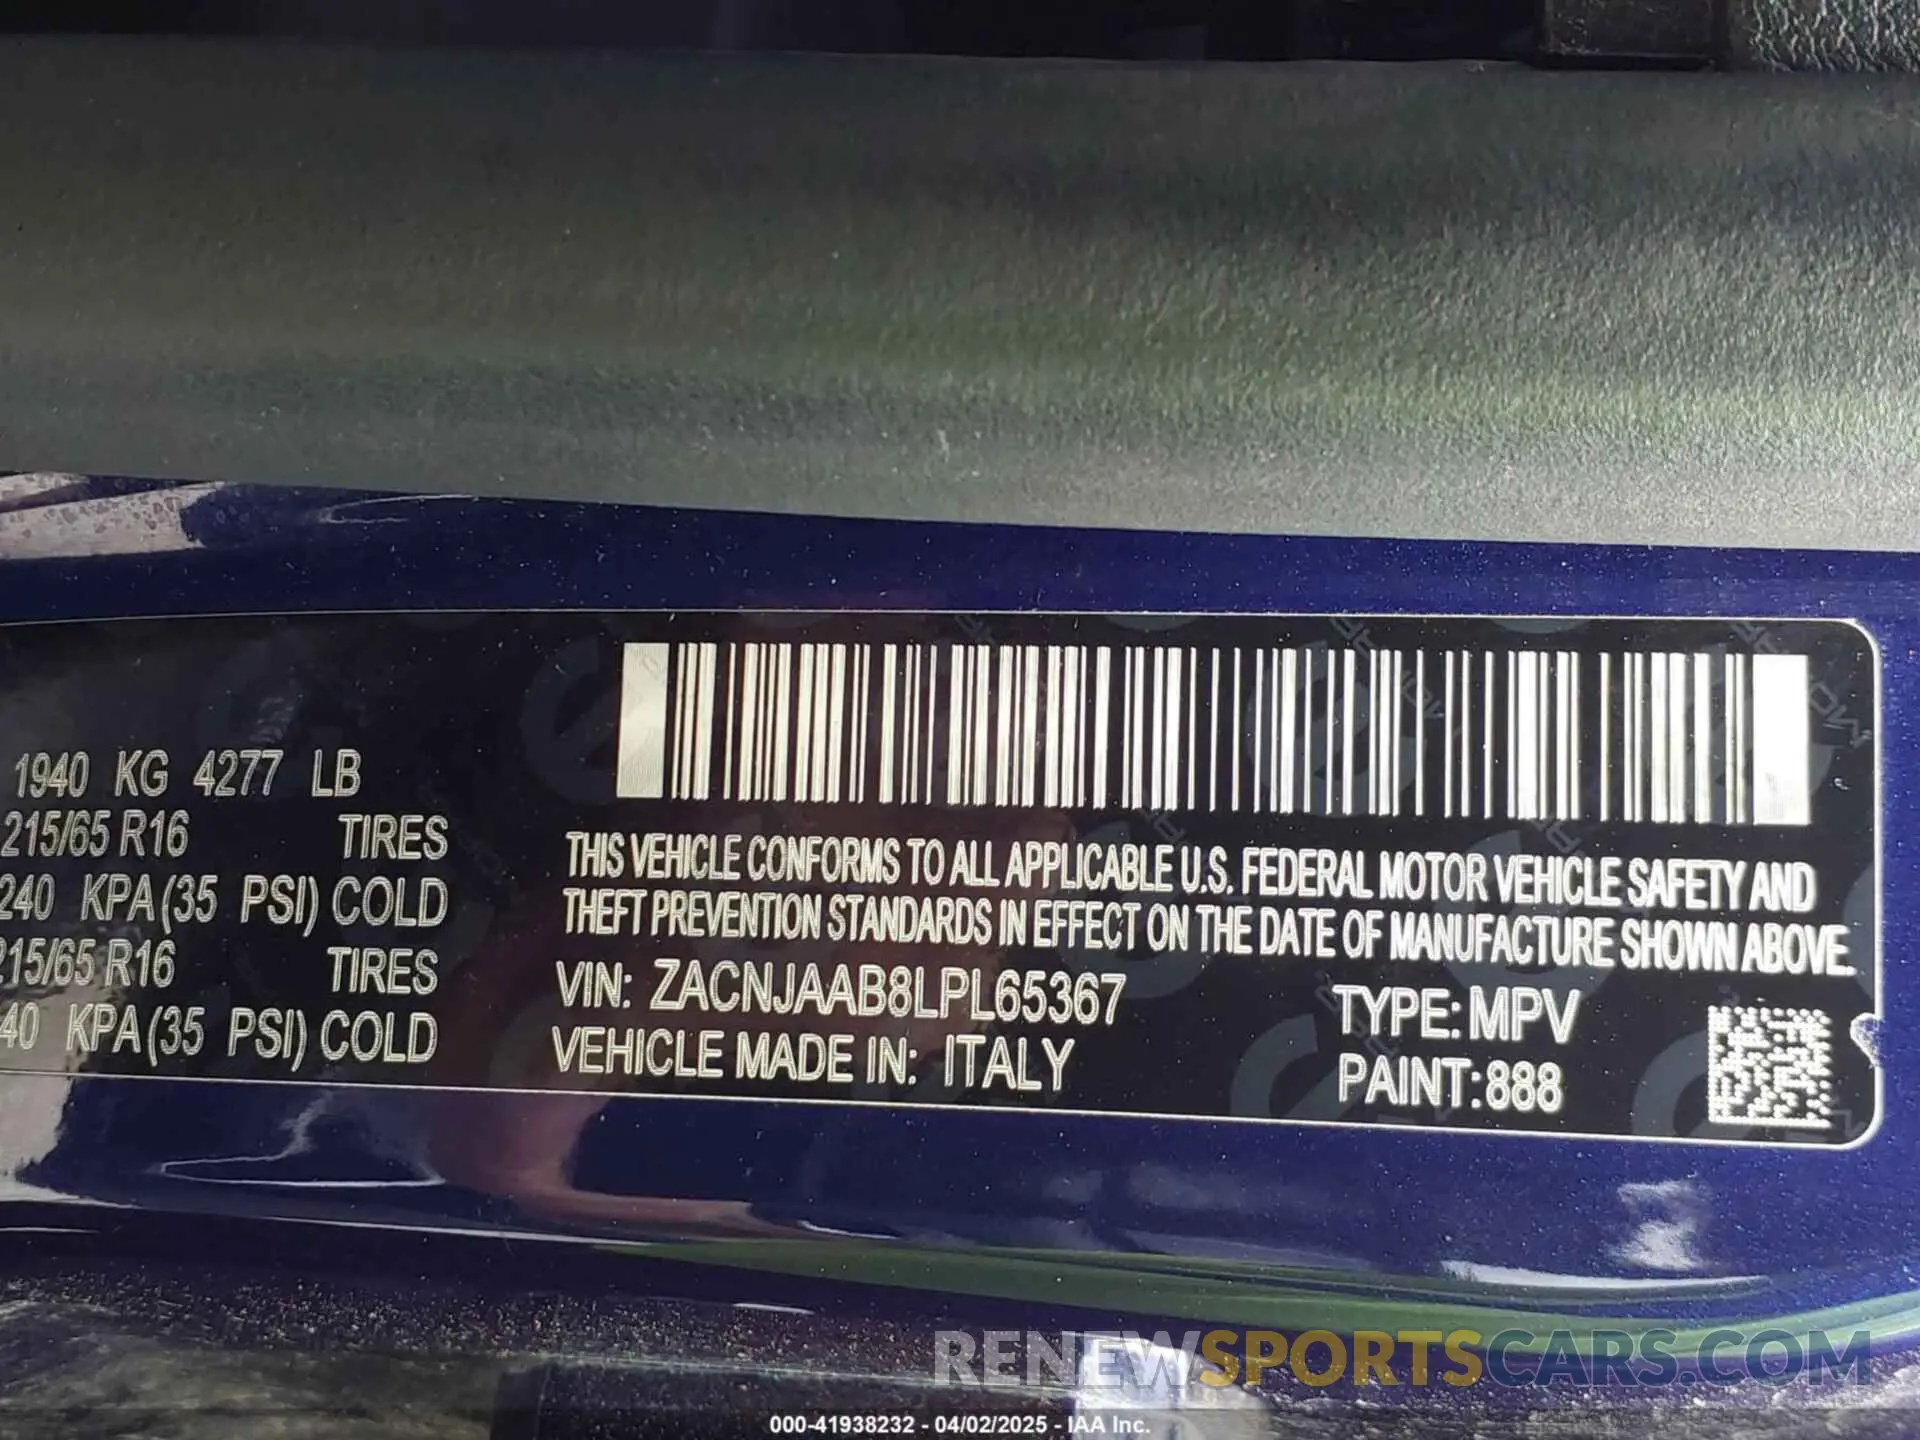 1940 KG 4277 LB
215/65 R16 TIRES
240 KPA(35 PSI) COLD
215/65 R16 TIRES
40 KPA(35 PSI) COLD
THIS VEHICLE CONFORMS TO ALL APPLICABLE U.S. FEDERAL MOTOR VEHICLE SAFETY AND
THEFT PREVENTION STANDARDS IN EFFECT ON THE DATE OF MANUFACTURE SHOWN ABOVE.
VIN: ZACNJAAB8LPL65367
TYPE: MPV
VEHICLE MADE IN: ITALY
PAINT:888
RENEWSPORTSCARS.COM
000-41938232 - 04/02/2025 - IAA Inc.